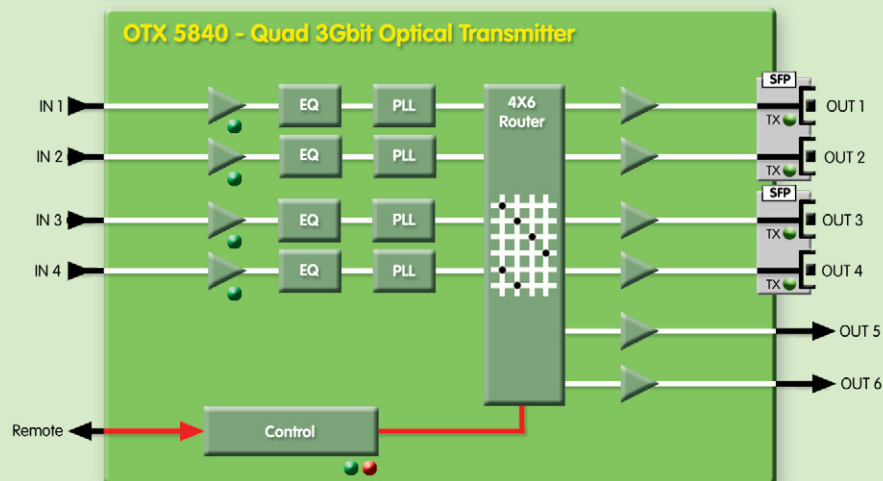 OTX 5840 - Quad 3Gbit Optical Transmitter
SFP
IN 1
EQ
PLL
4X6
Router
OUT 1
TX
IN 2
EQ
PLL
OUT 2
TX
SFP
IN 3
EQ
PLL
OUT 3
TX
IN 4
EQ
PLL
OUT 4
TX
OUT 5
OUT 6
Remote
Control